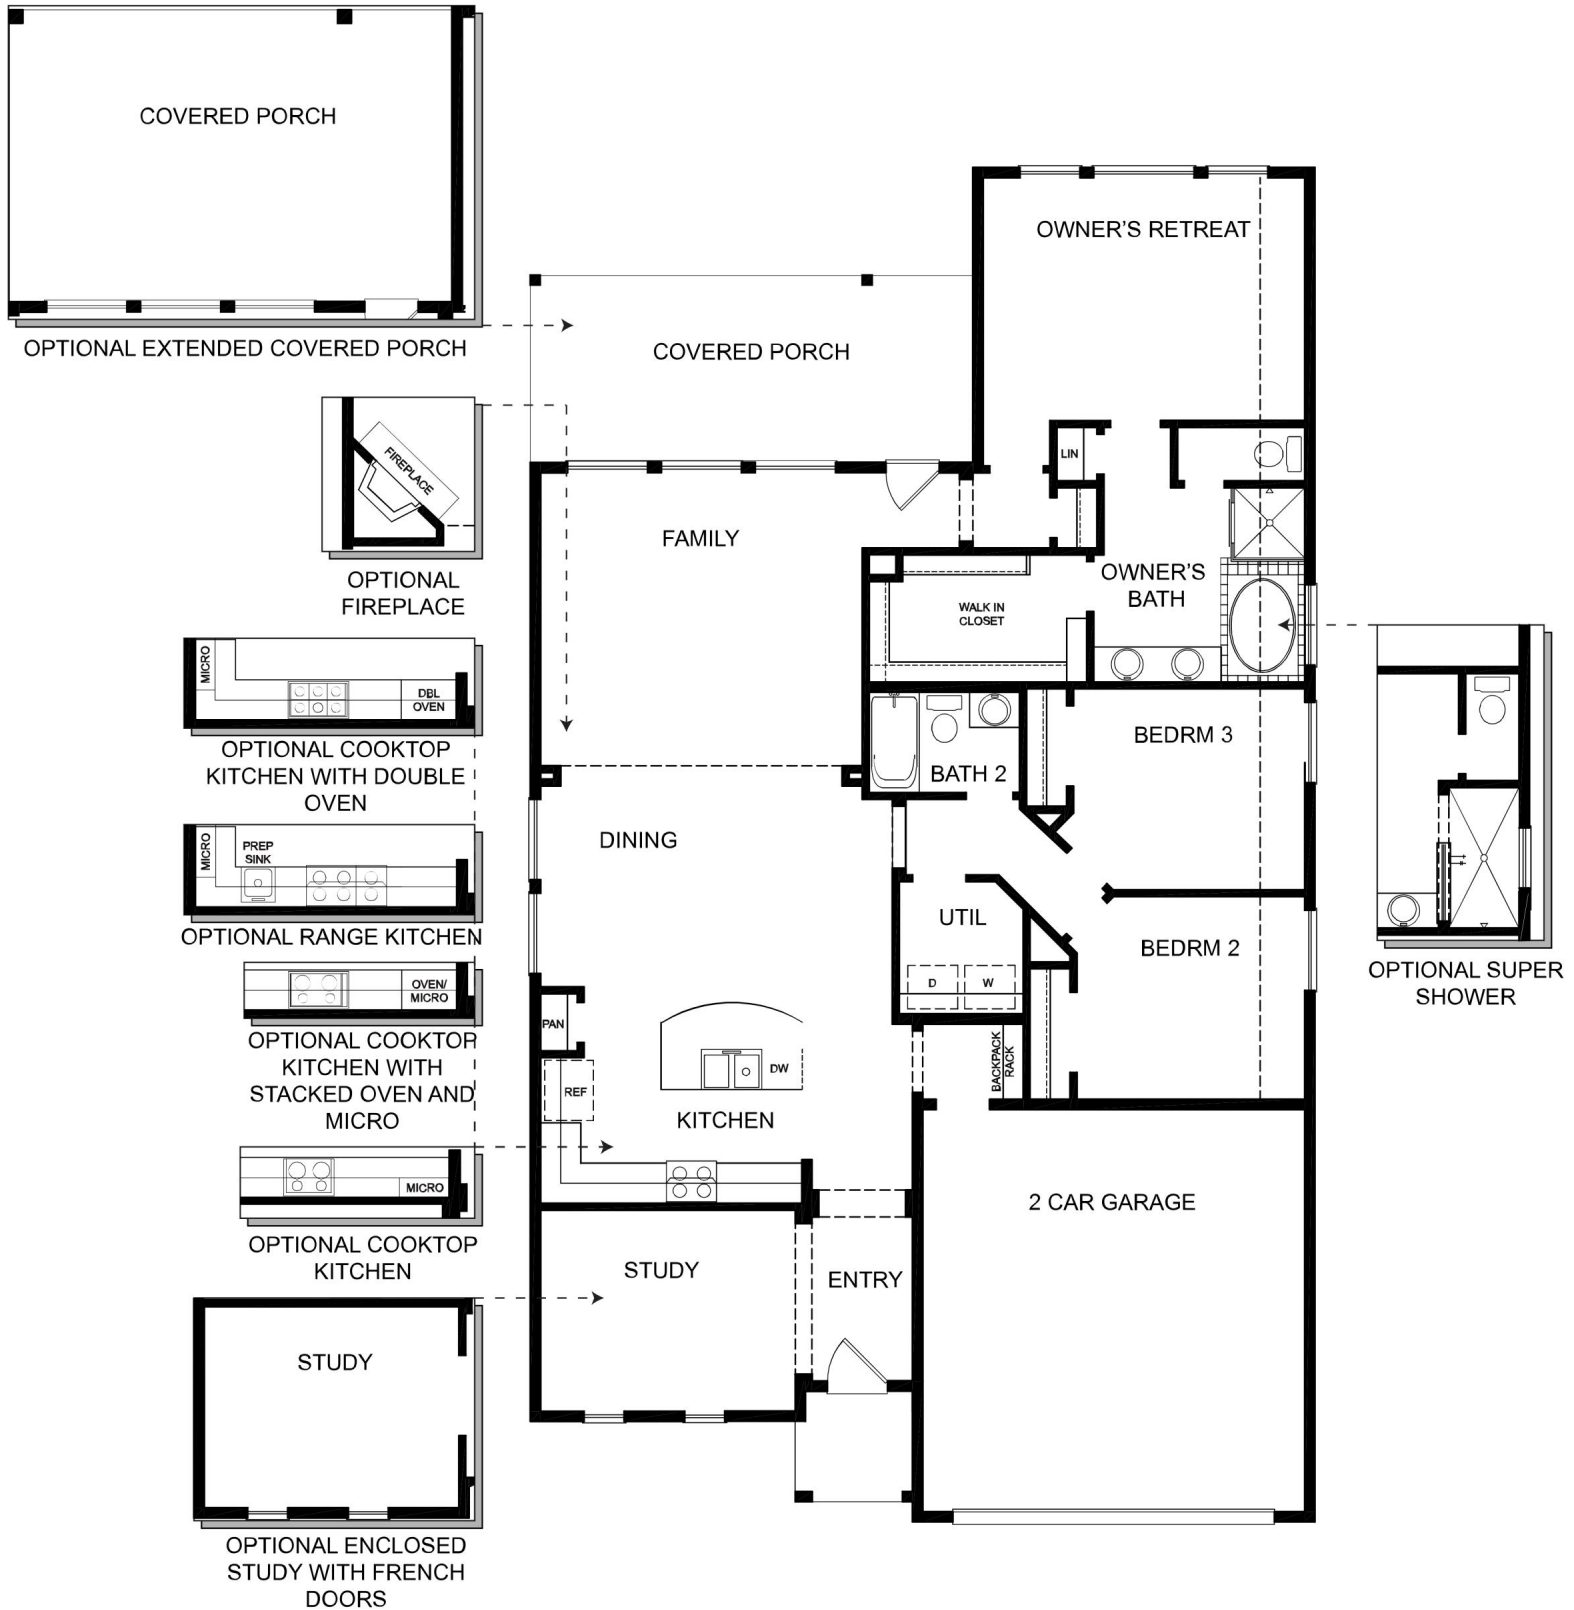 COVERED PORCH
OPTIONAL EXTENDED COVERED PORCH
FIREPLACE
OPTIONAL
FIREPLACE
MICRO
DBL
OVEN
OPTIONAL COOKTOP
KITCHEN WITH DOUBLE
OVEN
MICRO
PREP
SINK
OPTIONAL RANGE KITCHEN
OVEN/
MICRO
OPTIONAL COOKTOP
KITCHEN WITH
STACKED OVEN AND
MICRO
MICRO
OPTIONAL COOKTOP
KITCHEN
STUDY
OPTIONAL ENCLOSED
STUDY WITH FRENCH
DOORS
OWNER'S RETREAT
COVERED PORCH
LIN
FAMILY
OWNER'S
BATH
WALK IN
CLOSET
BEDRM 3
BATH 2
DINING
UTIL
BEDRM 2
D
W
PAN
BACKPACK
RACK
REF
DW
KITCHEN
2 CAR GARAGE
STUDY
ENTRY
OPTIONAL SUPER
SHOWER